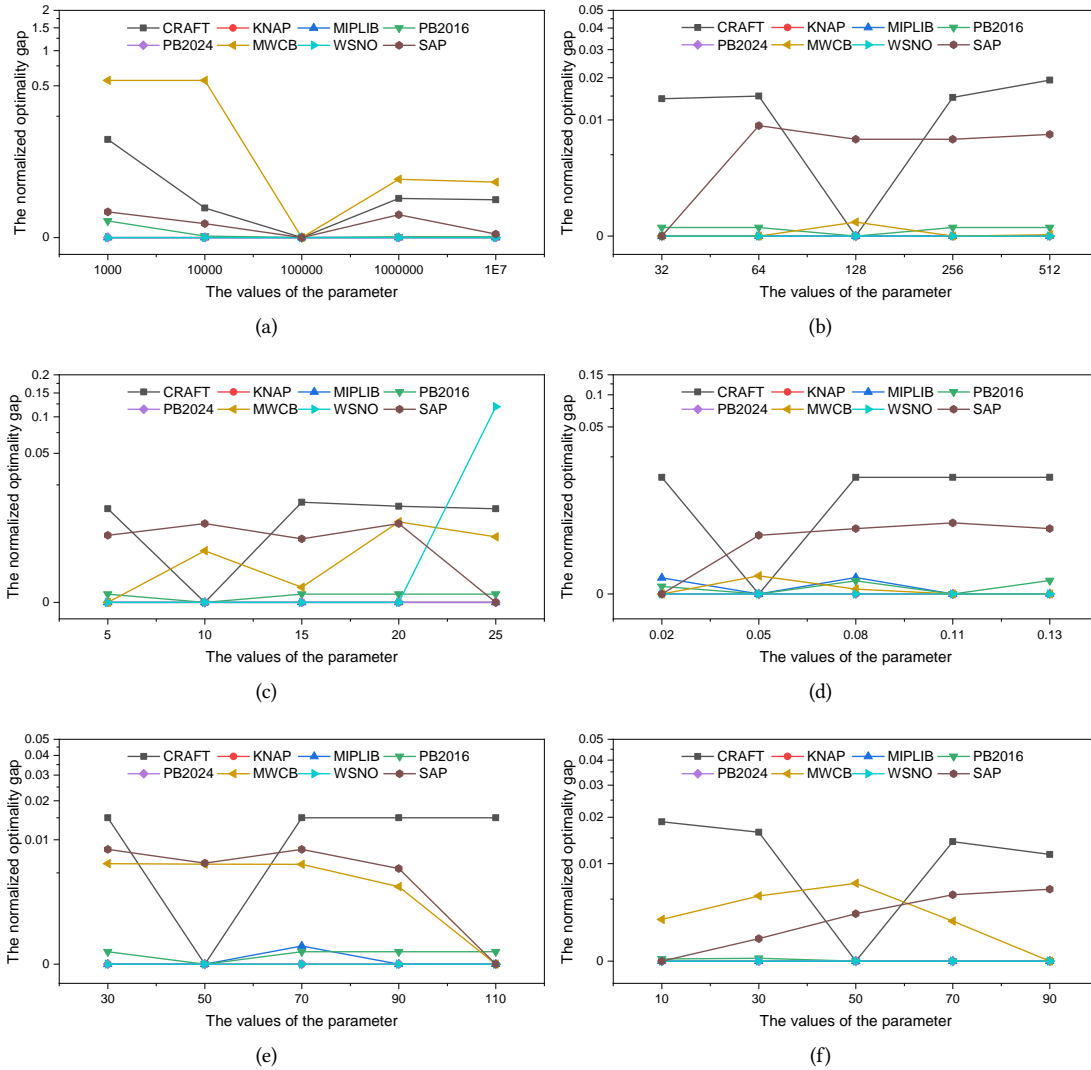 The normalized optimality gap
2
1.5
1
0.5
0
CRAFT KNAP MIPLIB PB2016
PB2024 MWCB WSNO SAP
1000 10000 100000 1000000 1E7
The values of the parameter
(a)
The normalized optimality gap
0.05
0.04
0.03
0.02
0.01
0
CRAFT KNAP MIPLIB PB2016
PB2024 MWCB WSNO SAP
32 64 128 256 512
The values of the parameter
(b)
The normalized optimality gap
0.2
0.15
0.1
0.05
0
CRAFT KNAP MIPLIB PB2016
PB2024 MWCB WSNO SAP
5 10 15 20 25
The values of the parameter
(c)
The normalized optimality gap
0.15
0.1
0.05
0
CRAFT KNAP MIPLIB PB2016
PB2024 MWCB WSNO SAP
0.02 0.05 0.08 0.11 0.13
The values of the parameter
(d)
The normalized optimality gap
0.05
0.04
0.03
0.02
0.01
0
CRAFT KNAP MIPLIB PB2016
PB2024 MWCB WSNO SAP
30 50 70 90 110
The values of the parameter
(e)
The normalized optimality gap
0.05
0.04
0.03
0.02
0.01
0
CRAFT KNAP MIPLIB PB2016
PB2024 MWCB WSNO SAP
10 30 50 70 90
The values of the parameter
(f)